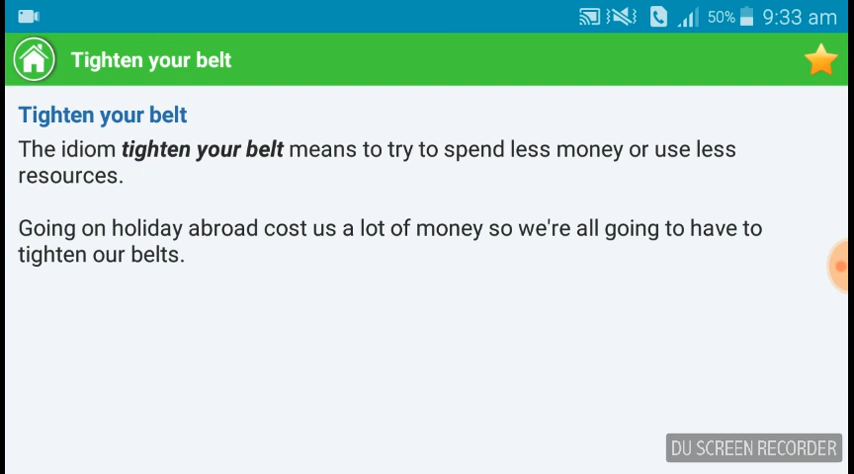 50% 9:33 am
Tighten your belt
Tighten your belt
The idiom tighten your belt means to try to spend less money or use less
resources.
Going on holiday abroad cost us a lot of money so we're all going to have to
tighten our belts.
DU SCREEN RECORDER